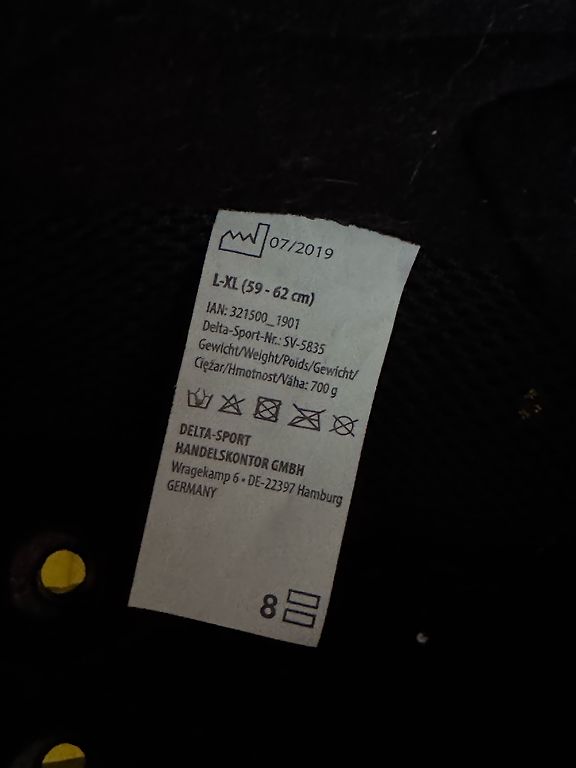 07/2019
L-XL (59 - 62 cm)
IAN: 321500_1901
Delta-Sport-Nr.: SV-5835
Gewicht/Weight/Poids/Gewicht/
Ciężar/Hmotnost/Váha: 700 g
DELTA-SPORT
HANDELSKONTOR GMBH
Wragekamp 6 • DE-22397 Hamburg
GERMANY
8